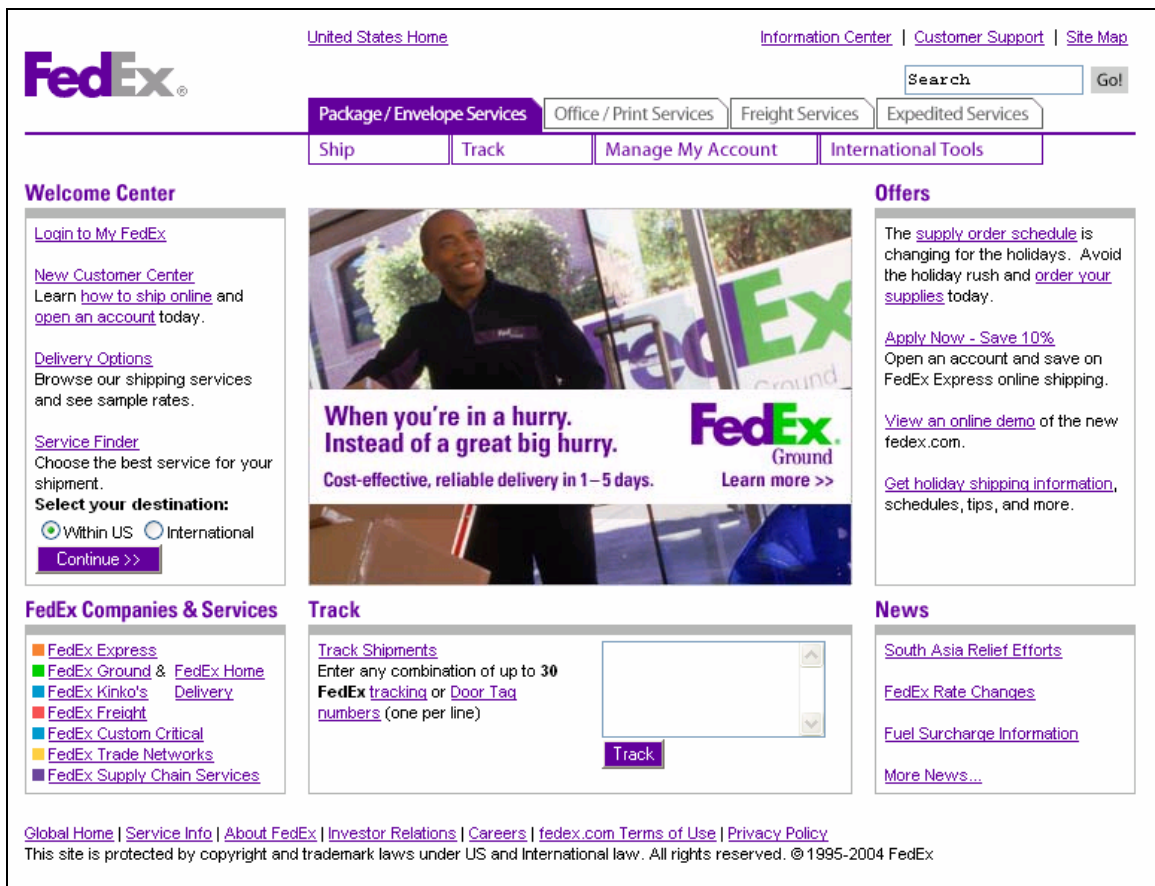 United States Home
Information Center | Customer Support | Site Map
FedEx®
Search
Go!
Package / Envelope Services
Office / Print Services
Freight Services
Expedited Services
Ship
Track
Manage My Account
International Tools
Welcome Center
Login to My FedEx
New Customer Center
Learn how to ship online and
open an account today.
Delivery Options
Browse our shipping services
and see sample rates.
Service Finder
Choose the best service for your
shipment.
Select your destination:
Within US
International
Continue >>
FedEx
FedEx
Ground
When you're in a hurry.
Instead of a great big hurry.
Cost-effective, reliable delivery in 1–5 days.
FedEx.
Ground
Learn more >>
Offers
The supply order schedule is
changing for the holidays. Avoid
the holiday rush and order your
supplies today.
Apply Now - Save 10%
Open an account and save on
FedEx Express online shipping.
View an online demo of the new
fedex.com.
Get holiday shipping information,
schedules, tips, and more.
FedEx Companies & Services
FedEx Express
FedEx Ground & FedEx Home
FedEx Kinko's Delivery
FedEx Freight
FedEx Custom Critical
FedEx Trade Networks
FedEx Supply Chain Services
Track
Track Shipments
Enter any combination of up to 30
FedEx tracking or Door Tag
numbers (one per line)
Track
News
South Asia Relief Efforts
FedEx Rate Changes
Fuel Surcharge Information
More News...
Global Home | Service Info | About FedEx | Investor Relations | Careers | fedex.com Terms of Use | Privacy Policy
This site is protected by copyright and trademark laws under US and International law. All rights reserved. © 1995-2004 FedEx